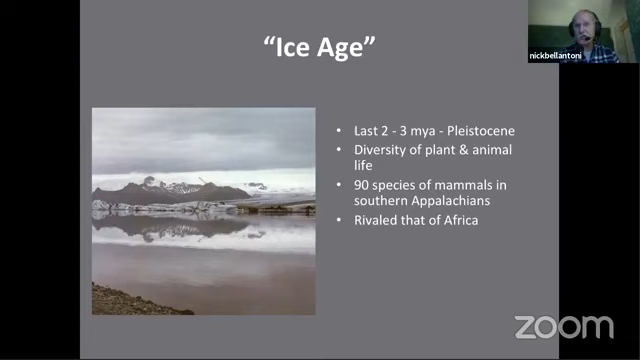 “Ice Age”
nickbellantoni
• Last 2 - 3 mya - Pleistocene
• Diversity of plant & animal
life
• 90 species of mammals in
southern Appalachians
• Rivaled that of Africa
zoom